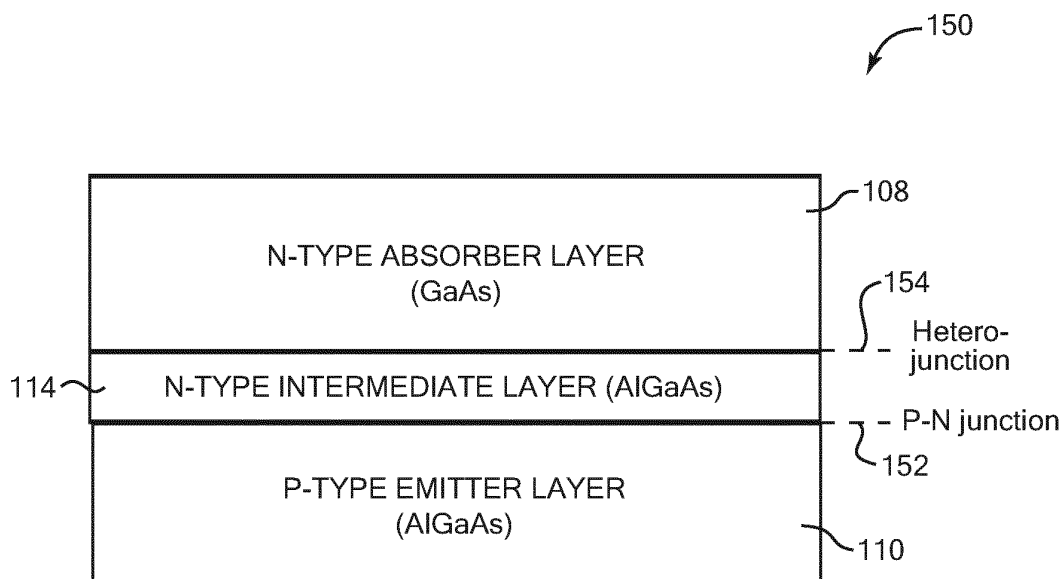 150
108
N-TYPE ABSORBER LAYER
(GaAs)
154
Hetero-
junction
114
N-TYPE INTERMEDIATE LAYER (AlGaAs)
P-N junction
152
P-TYPE EMITTER LAYER
(AlGaAs)
110